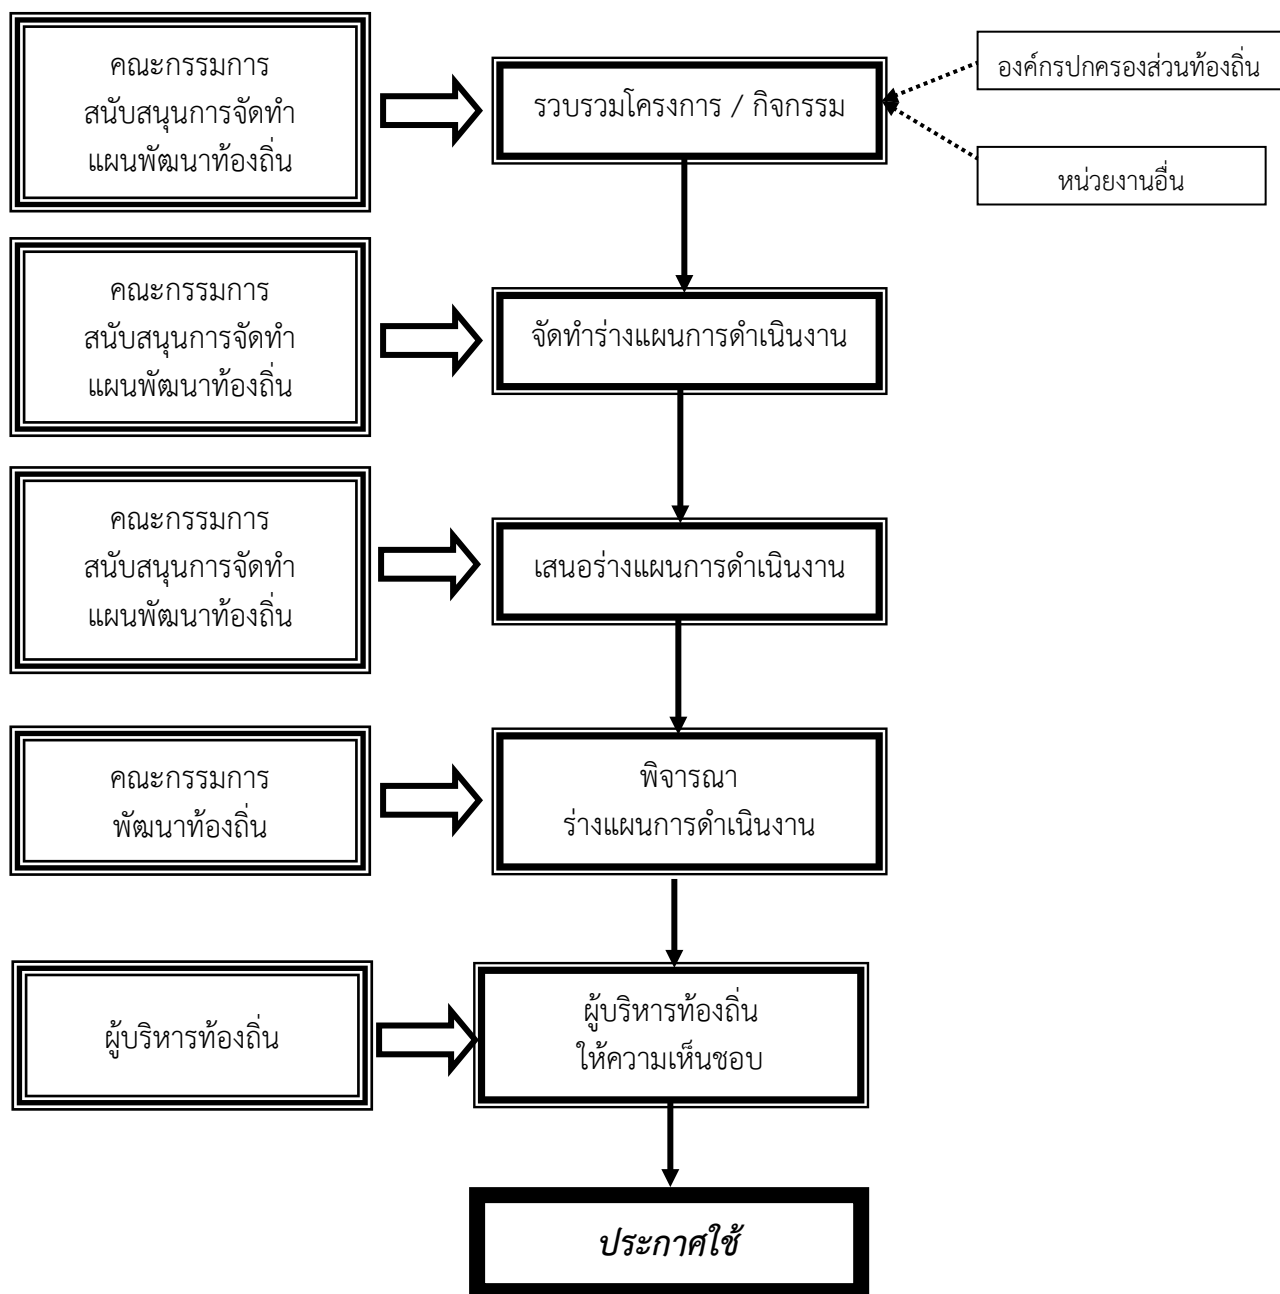 คณะกรรมการ
สนับสนุนการจัดทำ
แผนพัฒนาท้องถิ่น
รวบรวมโครงการ / กิจกรรม
องค์กรปกครองส่วนท้องถิ่น
หน่วยงานอื่น
คณะกรรมการ
สนับสนุนการจัดทำ
แผนพัฒนาท้องถิ่น
จัดทำร่างแผนการดำเนินงาน
คณะกรรมการ
สนับสนุนการจัดทำ
แผนพัฒนาท้องถิ่น
เสนอร่างแผนการดำเนินงาน
คณะกรรมการ
พัฒนาท้องถิ่น
พิจารณา
ร่างแผนการดำเนินงาน
ผู้บริหารท้องถิ่น
ผู้บริหารท้องถิ่น
ให้ความเห็นชอบ
ประกาศใช้